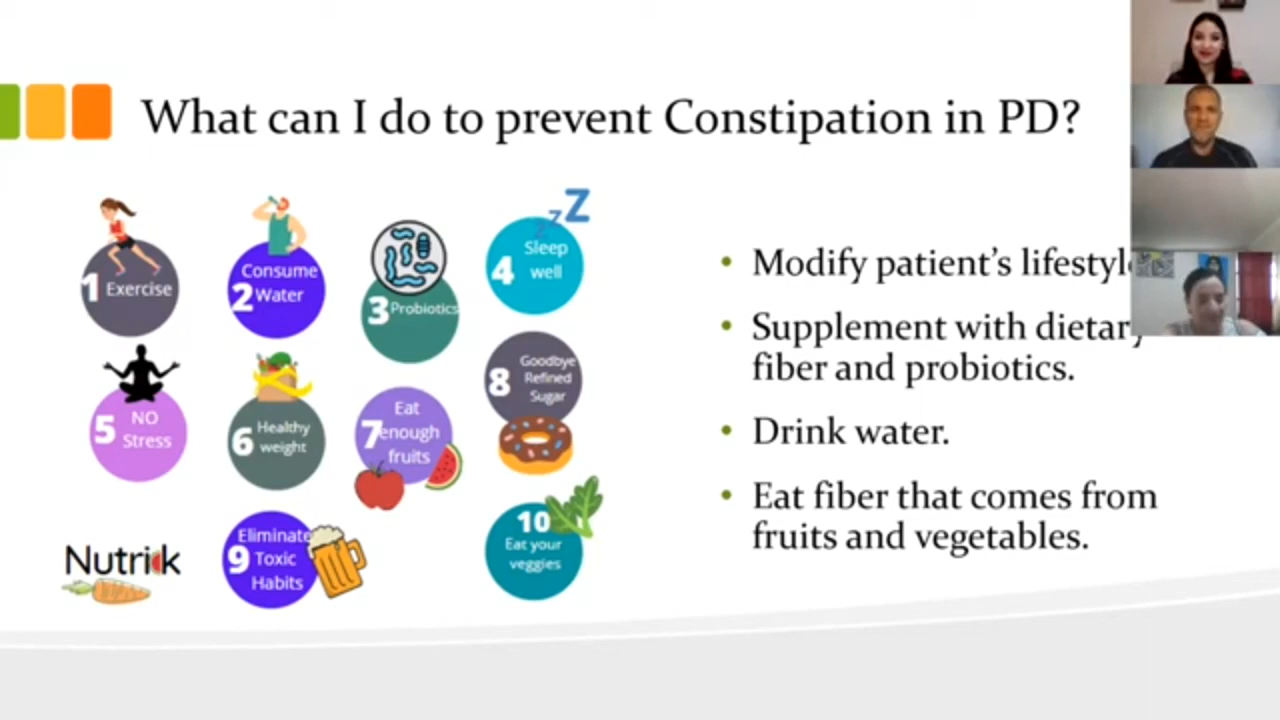 What can I do to prevent Constipation in PD?
1 Exercise
Consume
2 Water
3 Probiotics
z z Z
Sleep
4 well
NO
5 Stress
Healthy
6 weight
Eat
7 enough
fruits
Goodbye
8 Refined
Sugar
Eliminate
9 Toxic
Habits
10
Eat your
veggies
Nutrick
• Modify patient’s lifestyl
• Supplement with dietary
fiber and probiotics.
• Drink water.
• Eat fiber that comes from
fruits and vegetables.